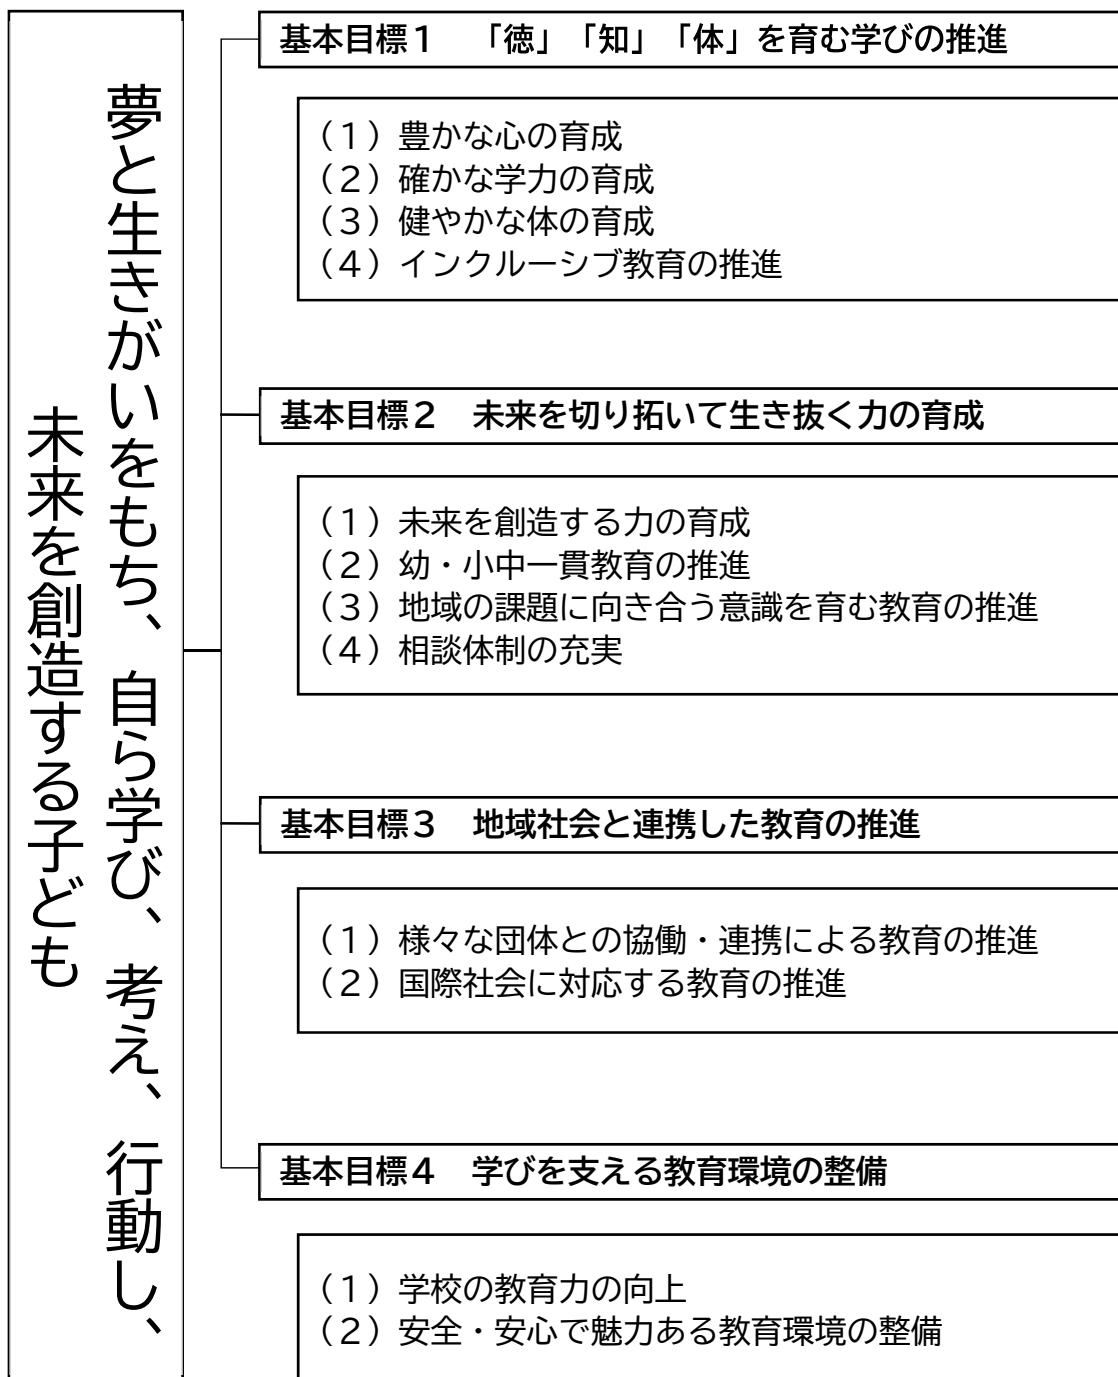 夢と生きがいをもち、自ら学び、考え、行動し、
未来を創造する子ども
基本目標１　「徳」「知」「体」を育む学びの推進
（１）豊かな心の育成
（２）確かな学力の育成
（３）健やかな体の育成
（４）インクルーシブ教育の推進
基本目標２　未来を切り拓いて生き抜く力の育成
（１）未来を創造する力の育成
（２）幼・小中一貫教育の推進
（３）地域の課題に向き合う意識を育む教育の推進
（４）相談体制の充実
基本目標３　地域社会と連携した教育の推進
（１）様々な団体との協働・連携による教育の推進
（２）国際社会に対応する教育の推進
基本目標４　学びを支える教育環境の整備
（１）学校の教育力の向上
（２）安全・安心で魅力ある教育環境の整備